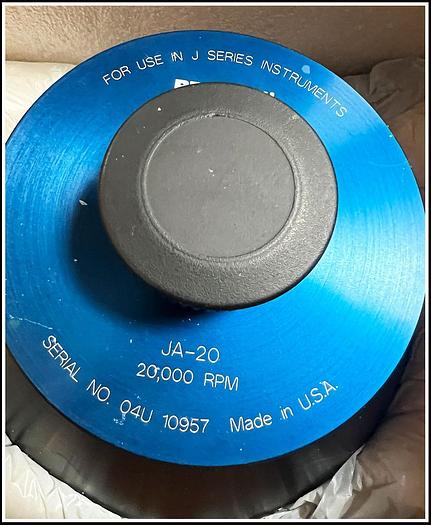 FOR USE IN J SERIES INSTRUMENTS
JA-20
20,000 RPM
SERIAL NO. 04U 10957 Made in U.S.A.